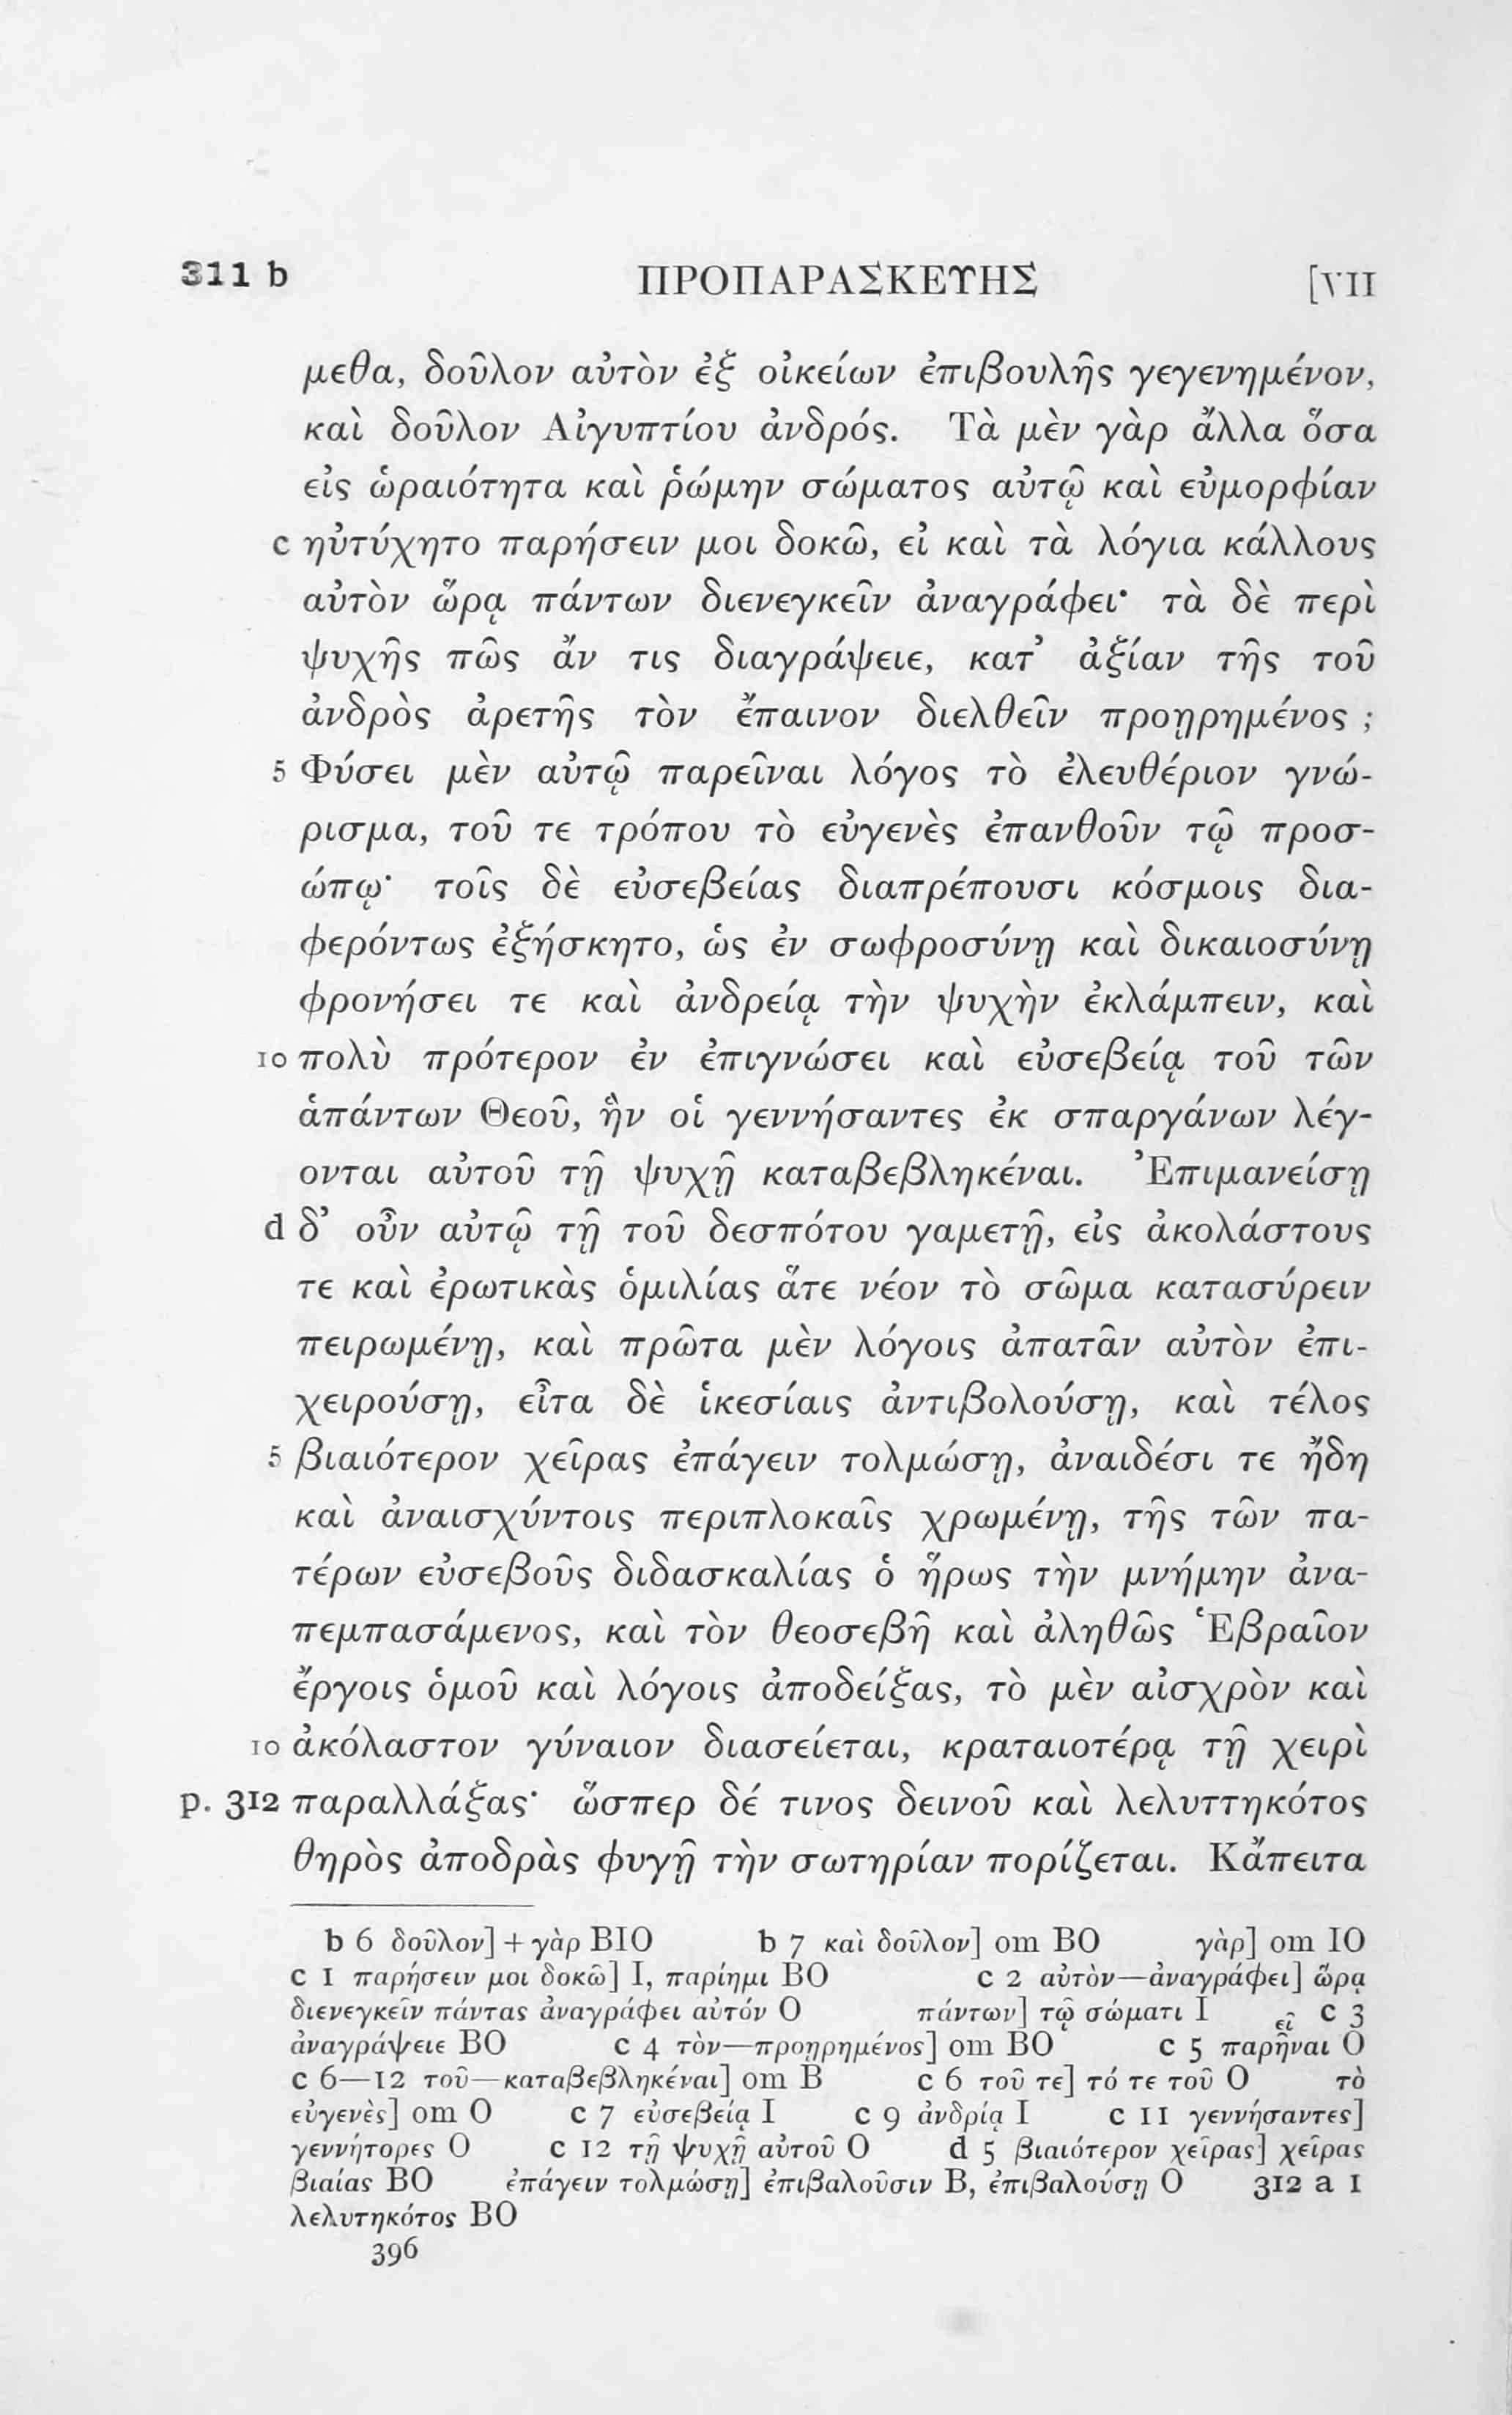 311 b ΠΡΟΠΑΡΑΣΚΕΥΗΣ [VII
μεθα, δοῦλον αὐτὸν ἐξ οἰκείων ἐπιβουλῆς γεγενημένον,
καὶ δοῦλον Αἰγυπτίου ἀνδρός. Τὰ μὲν γὰρ ἄλλα ὅσα
εἰς ὡραιότητα καὶ ῥώμην σώματος αὐτῷ καὶ εὐμορφίαν
c ηὐτύχητο παρήσειν μοι δοκῶ, εἰ καὶ τὰ λόγια κάλλους
αὐτὸν ὥρᾳ πάντων διενεγκεῖν ἀναγράφει· τὰ δὲ περὶ
ψυχῆς πῶς ἄν τις διαγράψειε, κατ’ ἀξίαν τῆς τοῦ
ἀνδρὸς ἀρετῆς τὸν ἔπαινον διελθεῖν προῃρημένος ;
5 Φύσει μὲν αὐτῷ παρεῖναι λόγος τὸ ἐλευθέριον γνώ-
ρισμα, τοῦ τε τρόπου τὸ εὐγενὲς ἐπανθοῦν τῷ προσ-
ώπῳ· τοῖς δὲ εὐσεβείας διαπρέπουσι κόσμοις δια-
φερόντως ἐξήσκητο, ὡς ἐν σωφροσύνῃ καὶ δικαιοσύνῃ
φρονήσει τε καὶ ἀνδρείᾳ τὴν ψυχὴν ἐκλάμπειν, καὶ
10 πολὺ πρότερον ἐν ἐπιγνώσει καὶ εὐσεβείᾳ τοῦ τῶν
ἁπάντων Θεοῦ, ἣν οἱ γεννήσαντες ἐκ σπαργάνων λέγ-
ονται αὐτοῦ τῇ ψυχῇ καταβεβληκέναι. Ἐπιμανείσῃ
d δ’ οὖν αὐτῷ τῇ τοῦ δεσπότου γαμετῇ, εἰς ἀκολάστους
τε καὶ ἐρωτικὰς ὁμιλίας ἅτε νέον τὸ σῶμα κατασύρειν
πειρωμένῃ, καὶ πρῶτα μὲν λόγοις ἀπατᾶν αὐτὸν ἐπι-
χειρούσῃ, εἶτα δὲ ἱκεσίαις ἀντιβολούσῃ, καὶ τέλος
5 βιαιότερον χεῖρας ἐπάγειν τολμώσῃ, ἀναιδέσι τε ἤδη
καὶ ἀναισχύντοις περιπλοκαῖς χρωμένῃ, τῆς τῶν πα-
τέρων εὐσεβοῦς διδασκαλίας ὁ ἥρως τὴν μνήμην ἀνα-
πεμπασάμενος, καὶ τὸν θεοσεβῆ καὶ ἀληθῶς Ἑβραῖον
ἔργοις ὁμοῦ καὶ λόγοις ἀποδείξας, τὸ μὲν αἰσχρὸν καὶ
10 ἀκόλαστον γύναιον διασείεται, κραταιοτέρᾳ τῇ χειρὶ
p. 312 παραλλάξας· ὥσπερ δέ τινος δεινοῦ καὶ λελυττηκότος
θηρὸς ἀποδρὰς φυγῇ τὴν σωτηρίαν πορίζεται. Κἄπειτα
b 6 δοῦλον] + γὰρ BIO b 7 καὶ δοῦλον] om BO γὰρ] om IO
c 1 παρήσειν μοι δοκῶ] I, παρίημι BO c 2 αὐτὸν—ἀναγράφει] ὥρᾳ
διενεγκεῖν πάντας ἀναγράφει αὐτόν O πάντων] τῷ σώματι I c 3
ἀναγράψειε BO c 4 τὸν—προῃρημένος] om BO c 5 παρῆναι εῖ O
c 6—12 τοῦ—καταβεβληκέναι] om B c 6 τοῦ τε] τό τε τοῦ O τὸ
εὐγενὲς] om O c 7 εὐσεβείᾳ I c 9 ἀνδρίᾳ I c 11 γεννήσαντες]
γεννήτορες O c 12 τῇ ψυχῇ αὐτοῦ O d 5 βιαιότερον χεῖρας] χεῖρας
βιαίας BO ἐπάγειν τολμώσῃ] ἐπιβαλοῦσιν B, ἐπιβαλούσῃ O 312 a 1
λελυτηκότος BO
396